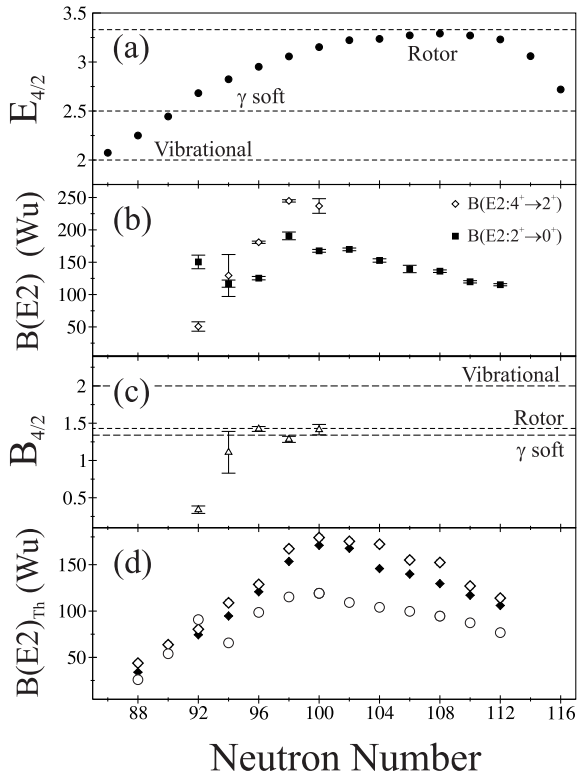 3.5
(a)
Rotor
3
E4/2
γ soft
2.5
Vibrational
2
250
(b)
B(E2:4⁺→2⁺)
200
B(E2:2⁺→0⁺)
B(E2) (Wu)
150
100
50
(c)
Vibrational
2
Rotor
1.5
B4/2
γ soft
1
0.5
(d)
150
B(E2)Th (Wu)
100
50
88 92 96 100 104 108 112 116
Neutron Number